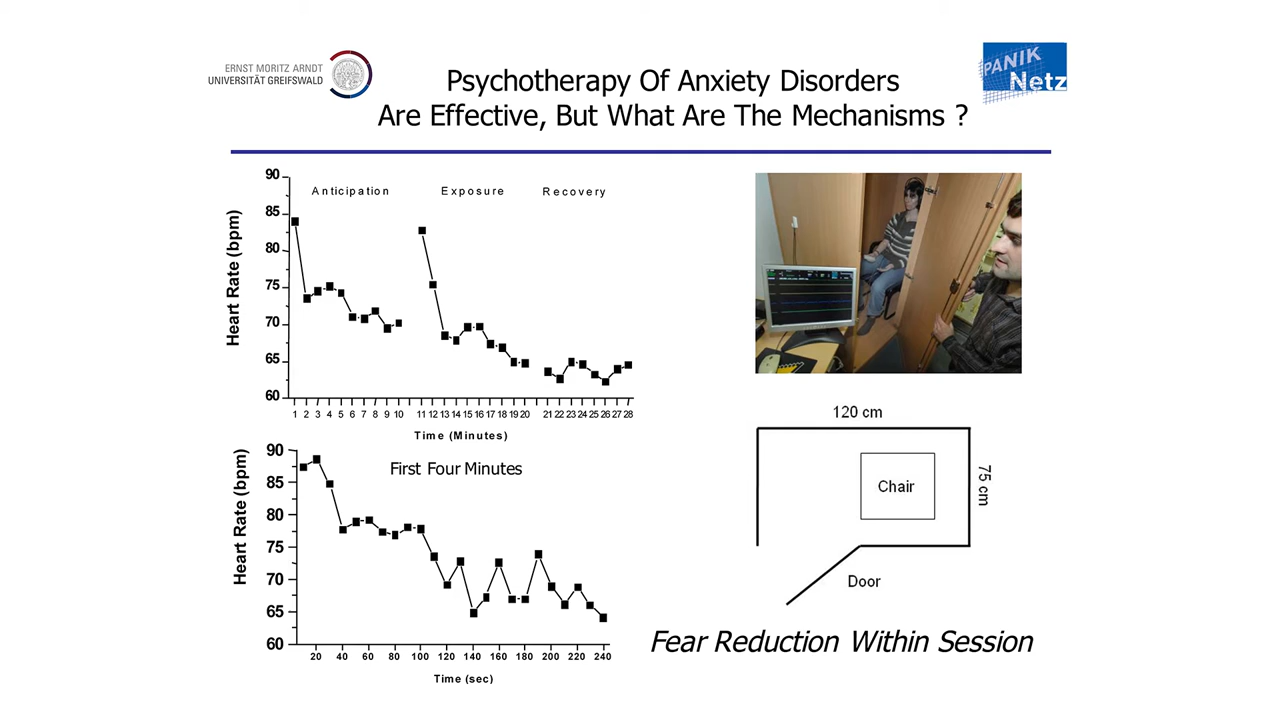 ERNST MORITZ ARNDT
UNIVERSITÄT GREIFSWALD
Psychotherapy Of Anxiety Disorders
Are Effective, But What Are The Mechanisms ?
PANIK
Netz
90
85
80
75
70
65
60
Heart Rate (bpm)
Anticipation Exposure Recovery
1 2 3 4 5 6 7 8 9 10 11 12 13 14 15 16 17 18 19 20 21 22 23 24 25 26 27 28
Time (Minutes)
90
85
80
75
70
65
60
Heart Rate (bpm)
First Four Minutes
20 40 60 80 100 120 140 160 180 200 220 240
Time (sec)
120 cm
75 cm
Chair
Door
Fear Reduction Within Session